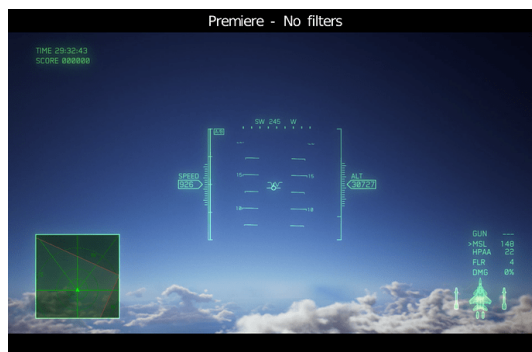 Premiere - No filters
TIME 29:32:43
SCORE 000000
SW 245 W
SPEED
926
ALT
30727
15 15
10 10
GUN ---
>MSL 148
HPAA 22
FLR 4
DMG 0%